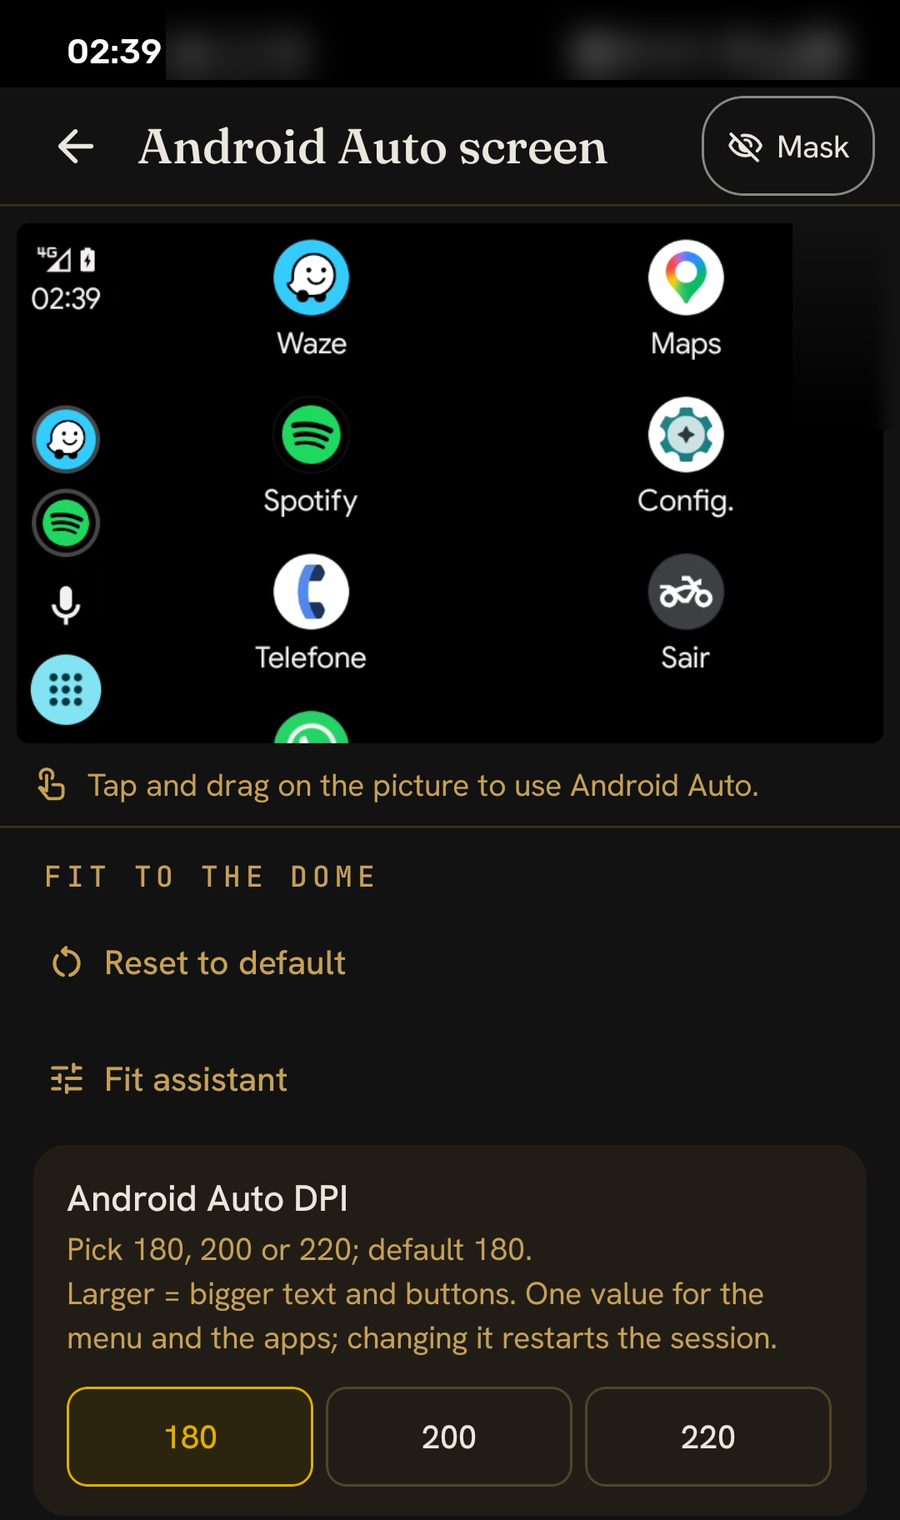 02:39
Android Auto screen
Mask
4G
02:39
Waze
Maps
Spotify
Config.
Telefone
Sair
Tap and drag on the picture to use Android Auto.
FIT TO THE DOME
Reset to default
Fit assistant
Android Auto DPI
Pick 180, 200 or 220; default 180.
Larger = bigger text and buttons. One value for the
menu and the apps; changing it restarts the session.
180
200
220